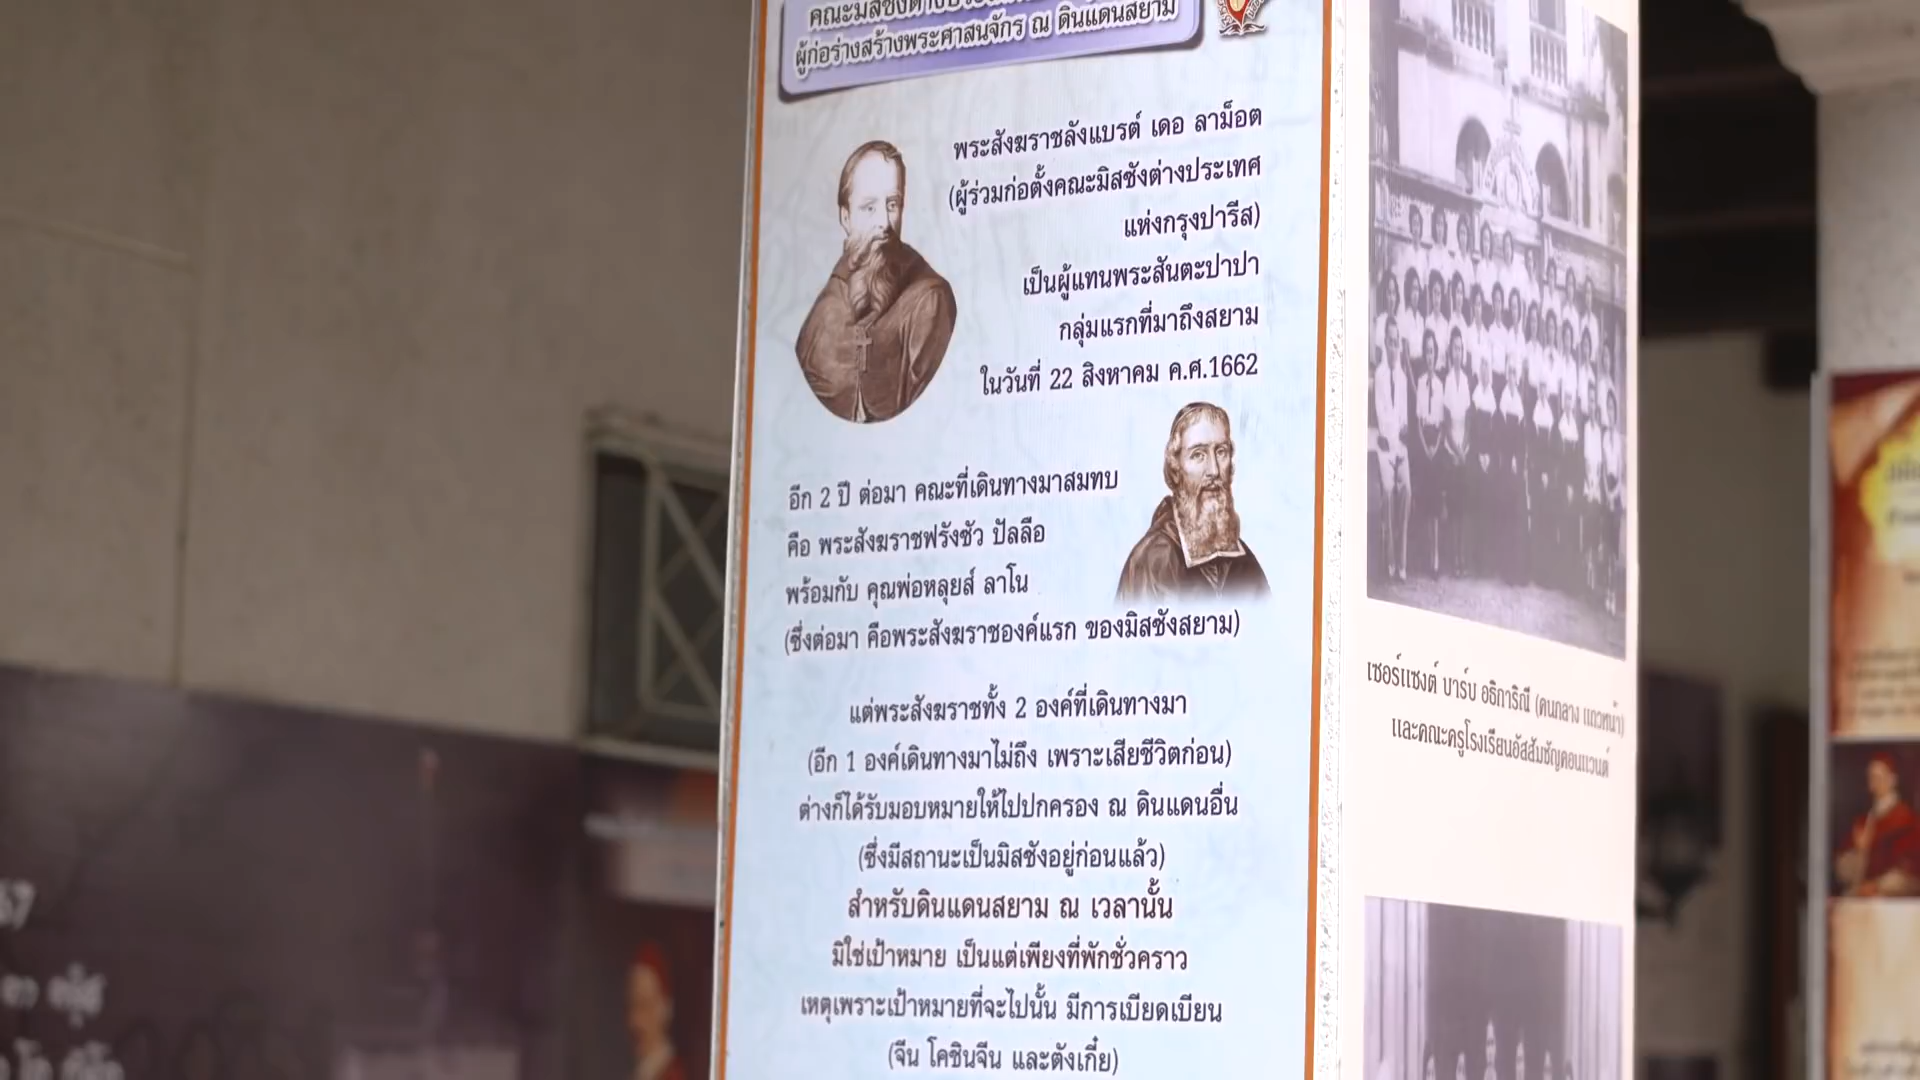 ผู้ก่อร่างสร้างพระศาสนจักร ณ ดินแดนสยาม
พระสังฆราชลังแบรต์ เดอ ลาม็อต
(ผู้ร่วมก่อตั้งคณะมิสซังต่างประเทศ
แห่งกรุงปารีส)
เป็นผู้แทนพระสันตะปาปา
กลุ่มแรกที่มาถึงสยาม
ในวันที่ 22 สิงหาคม ค.ศ.1662
อีก 2 ปี ต่อมา คณะที่เดินทางมาสมทบ
คือ พระสังฆราชฟรังซัว ปัลลือ
พร้อมกับ คุณพ่อหลุยส์ ลาโน
(ซึ่งต่อมา คือพระสังฆราชองค์แรก ของมิสซังสยาม)
แต่พระสังฆราชทั้ง 2 องค์ที่เดินทางมา
(อีก 1 องค์เดินทางมาไม่ถึง เพราะเสียชีวิตก่อน)
ต่างก็ได้รับมอบหมายให้ไปปกครอง ณ ดินแดนอื่น
(ซึ่งมีสถานะเป็นมิสซังอยู่ก่อนแล้ว)
สำหรับดินแดนสยาม ณ เวลานั้น
มิใช่เป้าหมาย เป็นแต่เพียงที่พักชั่วคราว
เหตุเพราะเป้าหมายที่จะไปนั้น มีการเบียดเบียน
(จีน โคชินจีน และตังเกี๋ย)
เซอร์แซงต์ บาร์บ อธิการิณี (คนกลาง แถวหน้า)
และคณะครูโรงเรียนอัสสัมชัญคอนแวนต์